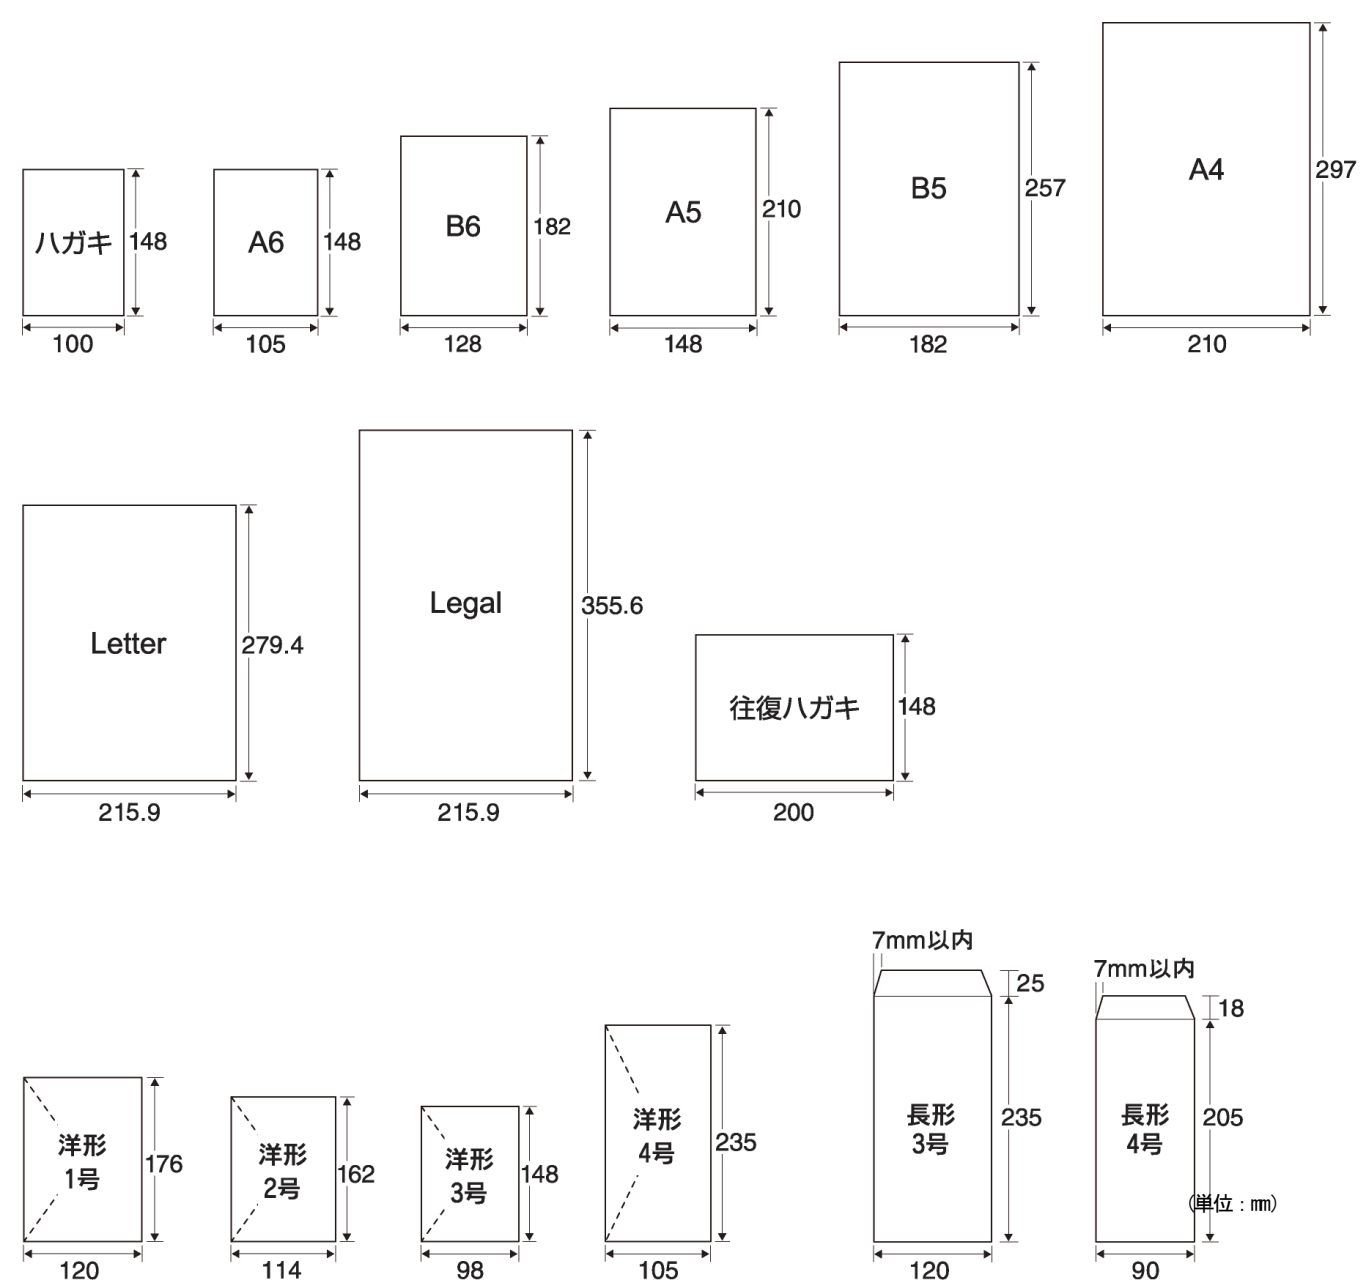 ハガキ
148
100
A6
148
105
B6
182
128
A5
210
148
B5
257
182
A4
297
210
Letter
279.4
215.9
Legal
355.6
215.9
往復ハガキ
148
200
洋形
1号
176
120
洋形
2号
162
114
洋形
3号
148
98
洋形
4号
235
105
7mm以内
25
長形
3号
235
120
7mm以内
18
長形
4号
205
90
(単位:㎜)